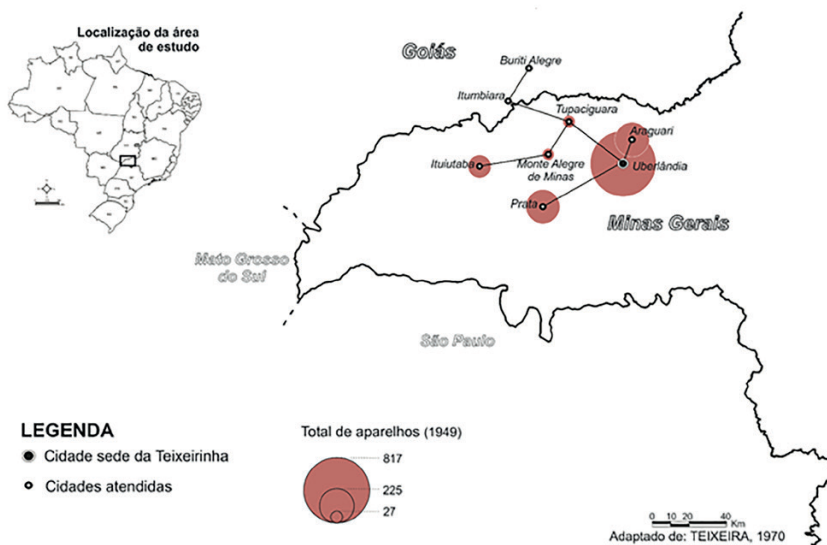 Localização da área
de estudo
Goiás
Buriti Alegre
Itumbiara
Tupaciguara
Araguari
Ituiutaba
Monte Alegre
de Minas
Uberlândia
Prata
Minas Gerais
Mato Grosso
do Sul
São Paulo
LEGENDA
Cidade sede da Teixeirinha
Cidades atendidas
Total de aparelhos (1949)
817
225
27
0 10 20 40
Km
Adaptado de: TEIXEIRA, 1970